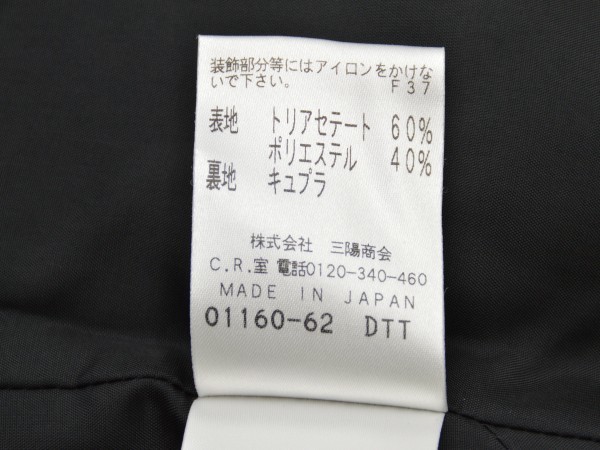 装飾部分等にはアイロンをかけな
いで下さい。 F37
表地 トリアセテート 60%
ポリエステル 40%
裏地 キュプラ
株式会社 三陽商会
C.R.室 電話0120-340-460
MADE IN JAPAN
01160-62 DTT